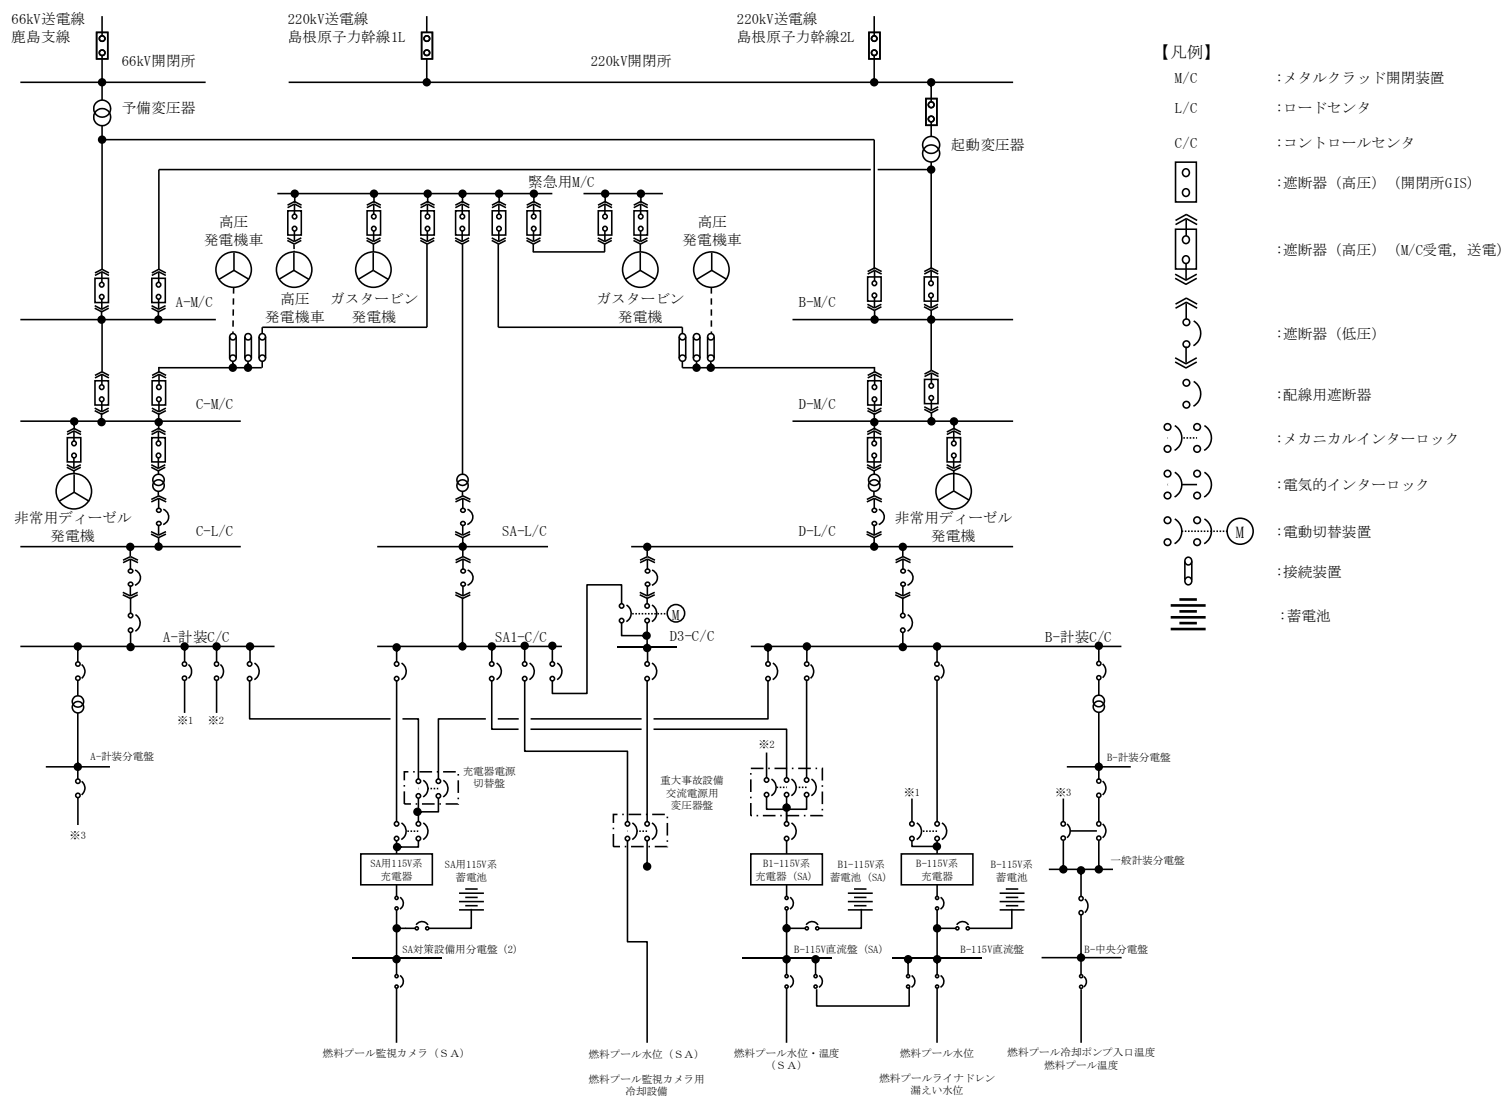 66kV送電線
鹿島支線
66kV開閉所
220kV送電線
島根原子力幹線1L
220kV開閉所
220kV送電線
島根原子力幹線2L
予備変圧器
起動変圧器
緊急用M/C
高圧
発電機車
高圧
発電機車
ガスタービン
発電機
ガスタービン
発電機
高圧
発電機車
A-M/C
B-M/C
C-M/C
D-M/C
非常用ディーゼル
発電機
C-L/C
SA-L/C
D-L/C
非常用ディーゼル
発電機
A-計装C/C
SA1-C/C
M
D3-C/C
B-計装C/C
※1
※2
A-計装分電盤
※3
充電器電源
切替盤
重大事故設備
交流電源用
変圧器盤
※2
※1
※3
B-計装分電盤
一般計装分電盤
SA用115V系
充電器
SA用115V系
蓄電池
B1-115V系
充電器(SA)
B1-115V系
蓄電池(SA)
B-115V系
充電器
B-115V系
蓄電池
SA対策設備用分電盤(2)
B-115V直流盤(SA)
B-115V直流盤
B-中央分電盤
燃料プール監視カメラ(SA)
燃料プール水位(SA)
燃料プール監視カメラ用
冷却設備
燃料プール水位・温度
(SA)
燃料プール水位
燃料プールライナドレン
漏えい水位
燃料プール冷却ポンプ入口温度
燃料プール温度
【凡例】
M/C :メタルクラッド開閉装置
L/C :ロードセンタ
C/C :コントロールセンタ
:遮断器(高圧)(開閉所GIS)
:遮断器(高圧)(M/C受電,送電)
:遮断器(低圧)
:配線用遮断器
:メカニカルインターロック
:電気的インターロック
M :電動切替装置
:接続装置
:蓄電池